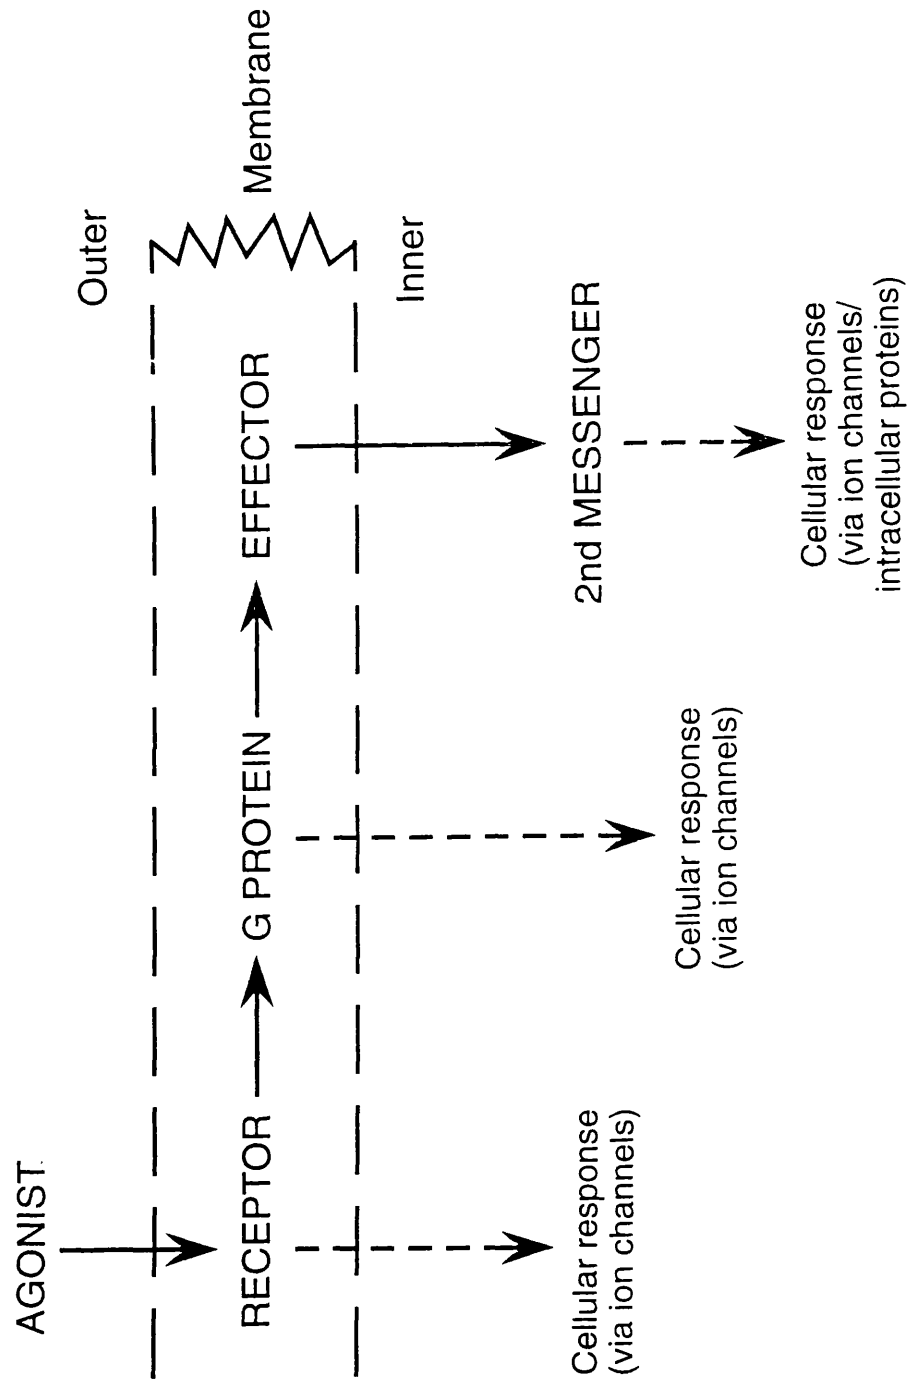 AGONIST
Outer
RECEPTOR
G PROTEIN
EFFECTOR
Membrane
Inner
Cellular response
(via ion channels)
Cellular response
(via ion channels)
2nd MESSENGER
Cellular response
(via ion channels/
intracellular proteins)